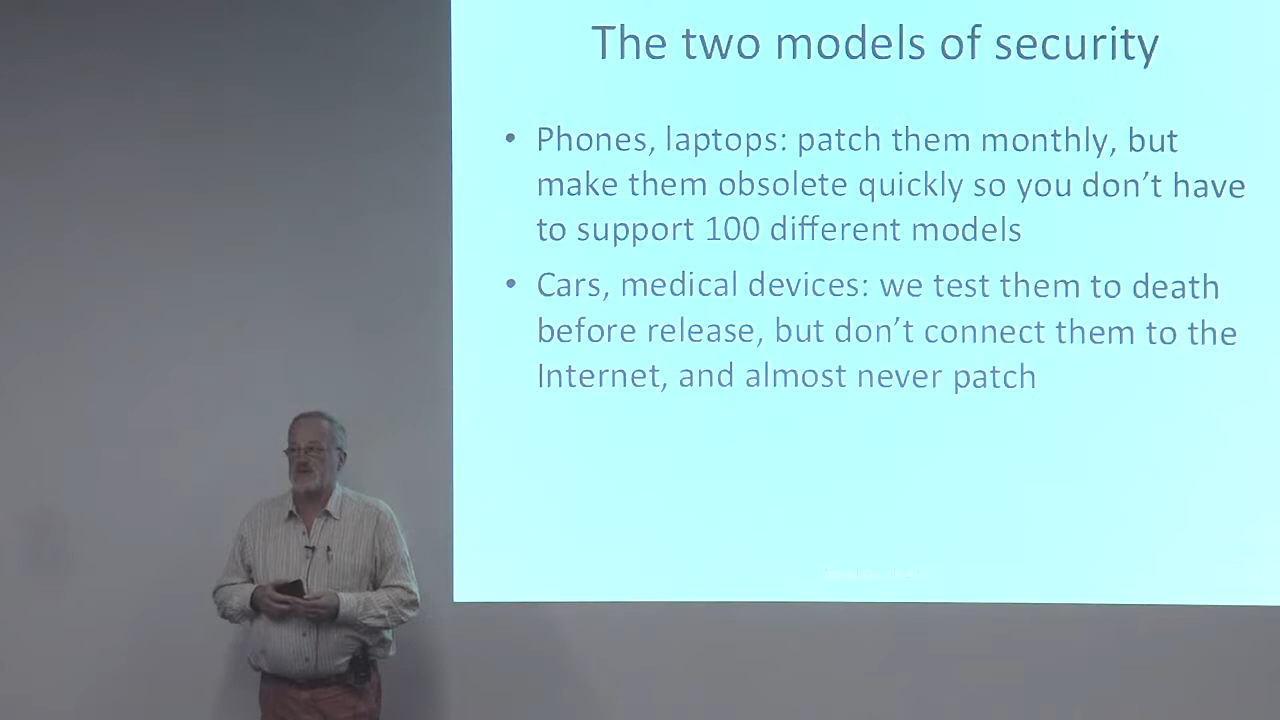 The two models of security
• Phones, laptops: patch them monthly, but
make them obsolete quickly so you don’t have
to support 100 different models
• Cars, medical devices: we test them to death
before release, but don’t connect them to the
Internet, and almost never patch